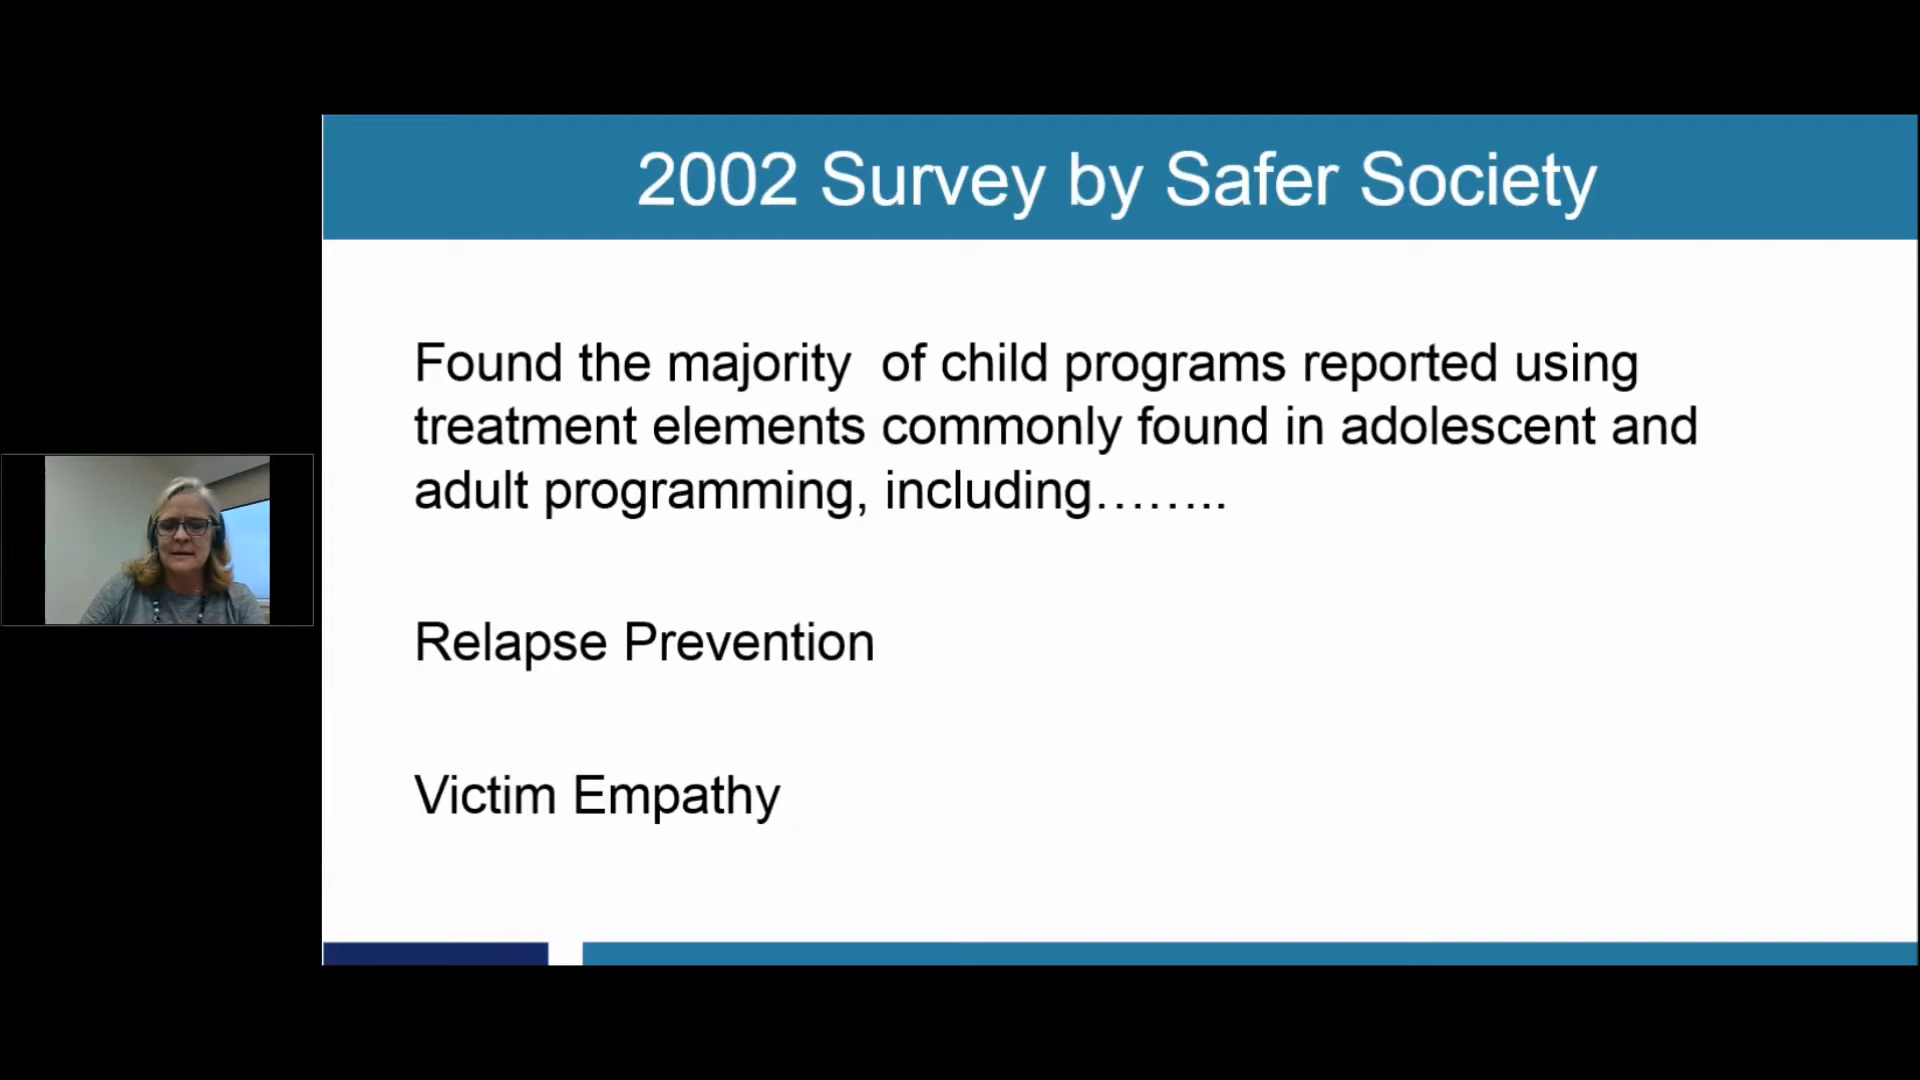 2002 Survey by Safer Society
Found the majority  of child programs reported using
treatment elements commonly found in adolescent and
adult programming, including……..
Relapse Prevention
Victim Empathy